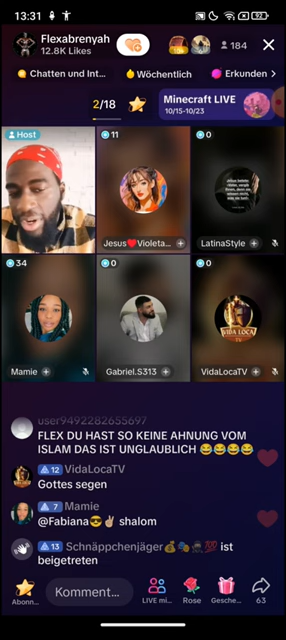 13:31
92
Flexabrenyah
12.8K Likes
184
Chatten und Int...
Wöchentlich
Erkunden
2/18
Minecraft LIVE
10/15-10/23
Host
11
0
Jesus❤️Violeta...
LatinaStyle
34
0
0
Mamie
Gabriel.S313
VidaLocaTV
VIDA LOCA
user9492282655697
FLEX DU HAST SO KEINE AHNUNG VOM
ISLAM DAS IST UNGLAUBLICH 😂😂😂😂
12 VidaLocaTV
Gottes segen
7 Mamie
@Fabiana😎✌🏼 shalom
13 Schnäppchenjäger💰🎭🥷💯 ist
beigetreten
Abonn...
Komment...
LIVE mi...
Rose
Gesche...
63